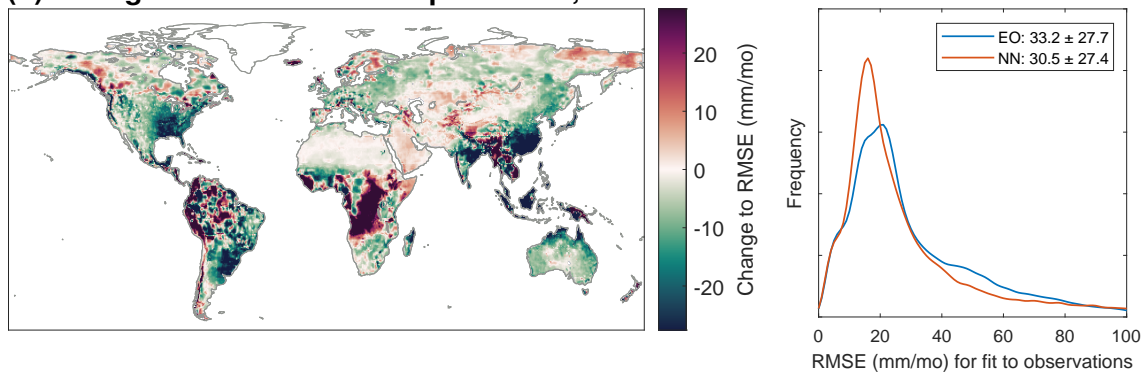 20
10
0
-10
-20
Change to RMSE (mm/mo)
Frequency
EO: 33.2 ± 27.7
NN: 30.5 ± 27.4
0 20 40 60 80 100
RMSE (mm/mo) for fit to observations